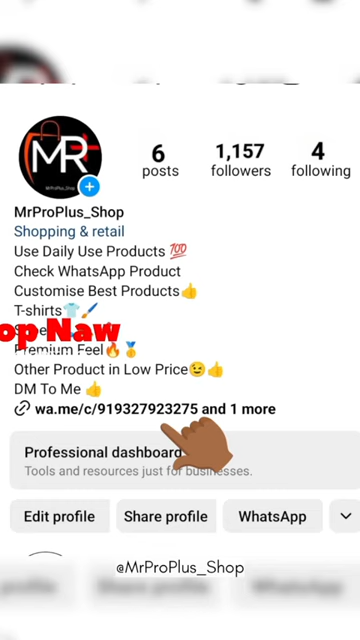 MR+
MrProPlus_Shop
6
posts
1,157
followers
4
following
MrProPlus_Shop
Shopping & retail
Use Daily Use Products 💯
Check WhatsApp Product
Customise Best Products👍
T-shirts👕🖌️
op Naw
Premium Feel🔥🏅
Other Product in Low Price😉👍
DM To Me 👍
wa.me/c/919327923275 and 1 more
Professional dashboard
Tools and resources just for businesses.
Edit profile
Share profile
WhatsApp
@MrProPlus_Shop